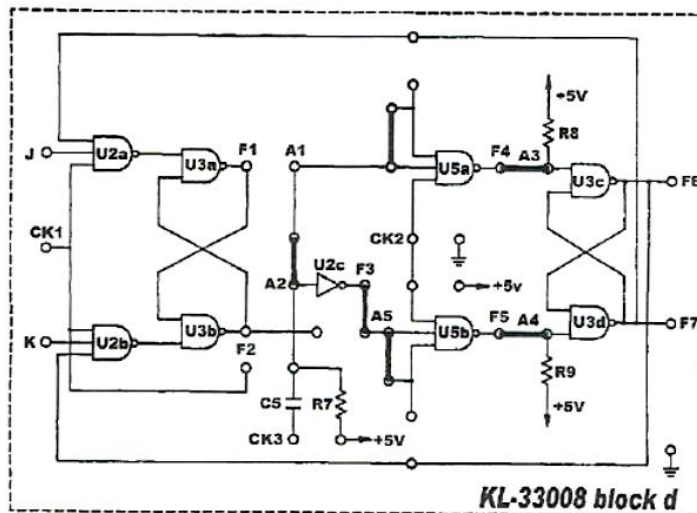 +5V
R8
J
U2a
U3a
F1
A1
U5a
F4
A3
U3c
F6
CK1
CK2
A2
U2c
F3
+5v
K
U2b
U3b
F2
A5
U5b
F5
A4
U3d
F7
C5
R7
R9
CK3
+5V
+5V
KL-33008 block d